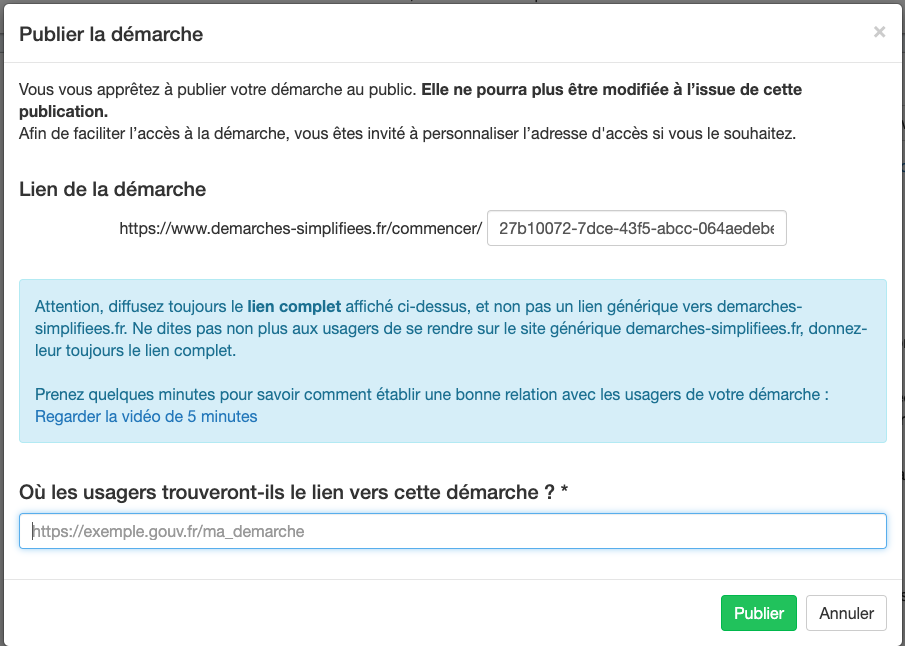 Publier la démarche
×
Vous vous apprêtez à publier votre démarche au public. Elle ne pourra plus être modifiée à l’issue de cette
publication.
Afin de faciliter l’accès à la démarche, vous êtes invité à personnaliser l’adresse d'accès si vous le souhaitez.
Lien de la démarche
https://www.demarches-simplifiees.fr/commencer/ 27b10072-7dce-43f5-abcc-064aedebe
Attention, diffusez toujours le lien complet affiché ci-dessus, et non pas un lien générique vers demarches-
simplifiees.fr. Ne dites pas non plus aux usagers de se rendre sur le site générique demarches-simplifiees.fr, donnez-
leur toujours le lien complet.
Prenez quelques minutes pour savoir comment établir une bonne relation avec les usagers de votre démarche :
Regarder la vidéo de 5 minutes
Où les usagers trouveront-ils le lien vers cette démarche ? *
https://exemple.gouv.fr/ma_demarche
Publier Annuler